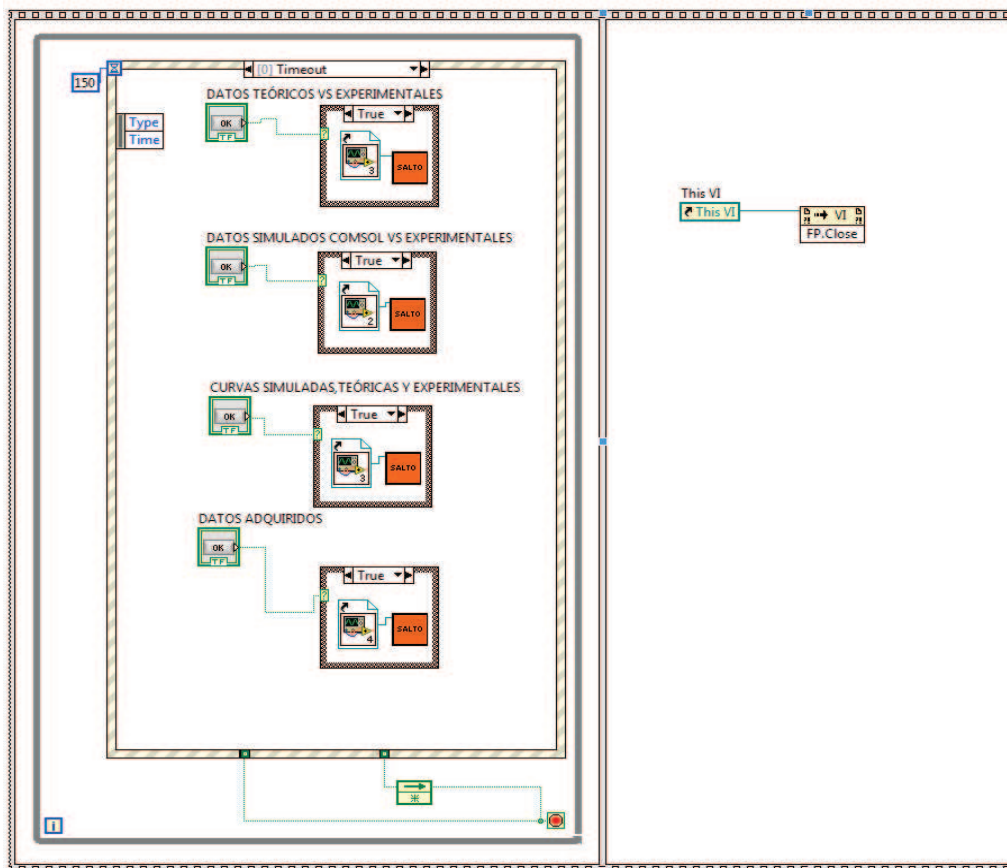 [0] Timeout
150
DATOS TEÓRICOS VS EXPERIMENTALES
Type
Time
OK
TF
True
?
3
SALTO
DATOS SIMULADOS COMSOL VS EXPERIMENTALES
OK
TF
True
?
2
SALTO
CURVAS SIMULADAS,TEÓRICAS Y EXPERIMENTALES
OK
TF
True
?
3
SALTO
DATOS ADQUIRIDOS
OK
TF
True
?
4
SALTO
i
This VI
This VI
VI
FP.Close